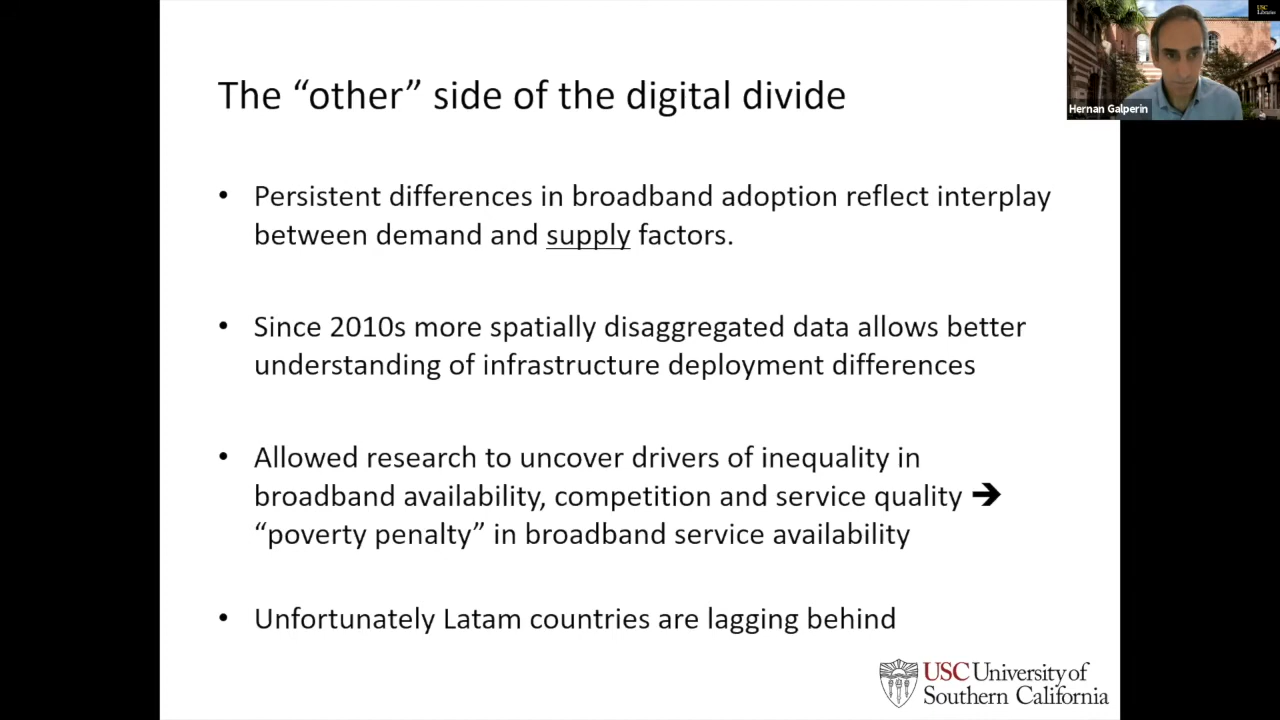 The “other” side of the digital divide
• Persistent differences in broadband adoption reflect interplay
between demand and supply factors.
• Since 2010s more spatially disaggregated data allows better
understanding of infrastructure deployment differences
• Allowed research to uncover drivers of inequality in
broadband availability, competition and service quality ➔
“poverty penalty” in broadband service availability
• Unfortunately Latam countries are lagging behind
USC University of
Southern California
Hernan Galperin
USC
Libraries